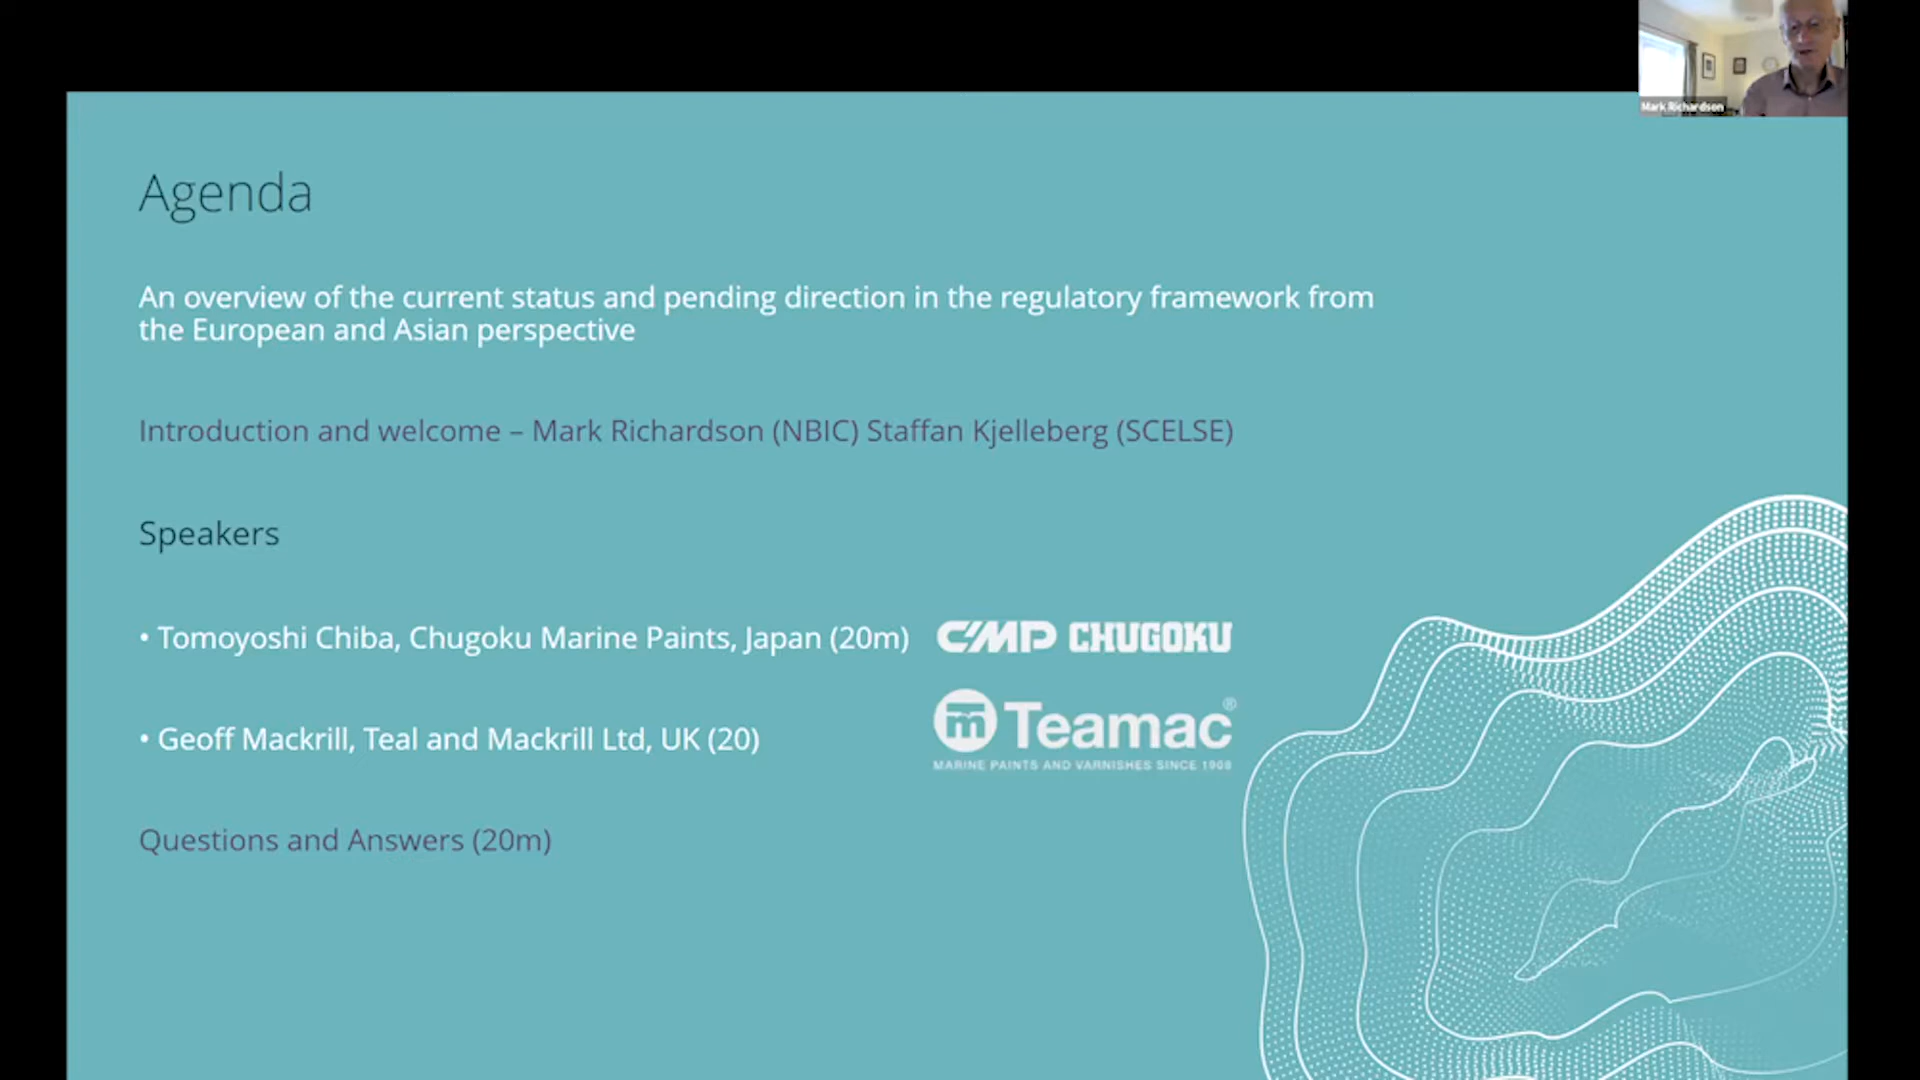 Mark Richardson
Agenda
An overview of the current status and pending direction in the regulatory framework from
the European and Asian perspective
Introduction and welcome – Mark Richardson (NBIC) Staffan Kjelleberg (SCELSE)
Speakers
• Tomoyoshi Chiba, Chugoku Marine Paints, Japan (20m)
CMP CHUGOKU
m Teamac®
MARINE PAINTS AND VARNISHES SINCE 1908
• Geoff Mackrill, Teal and Mackrill Ltd, UK (20)
Questions and Answers (20m)